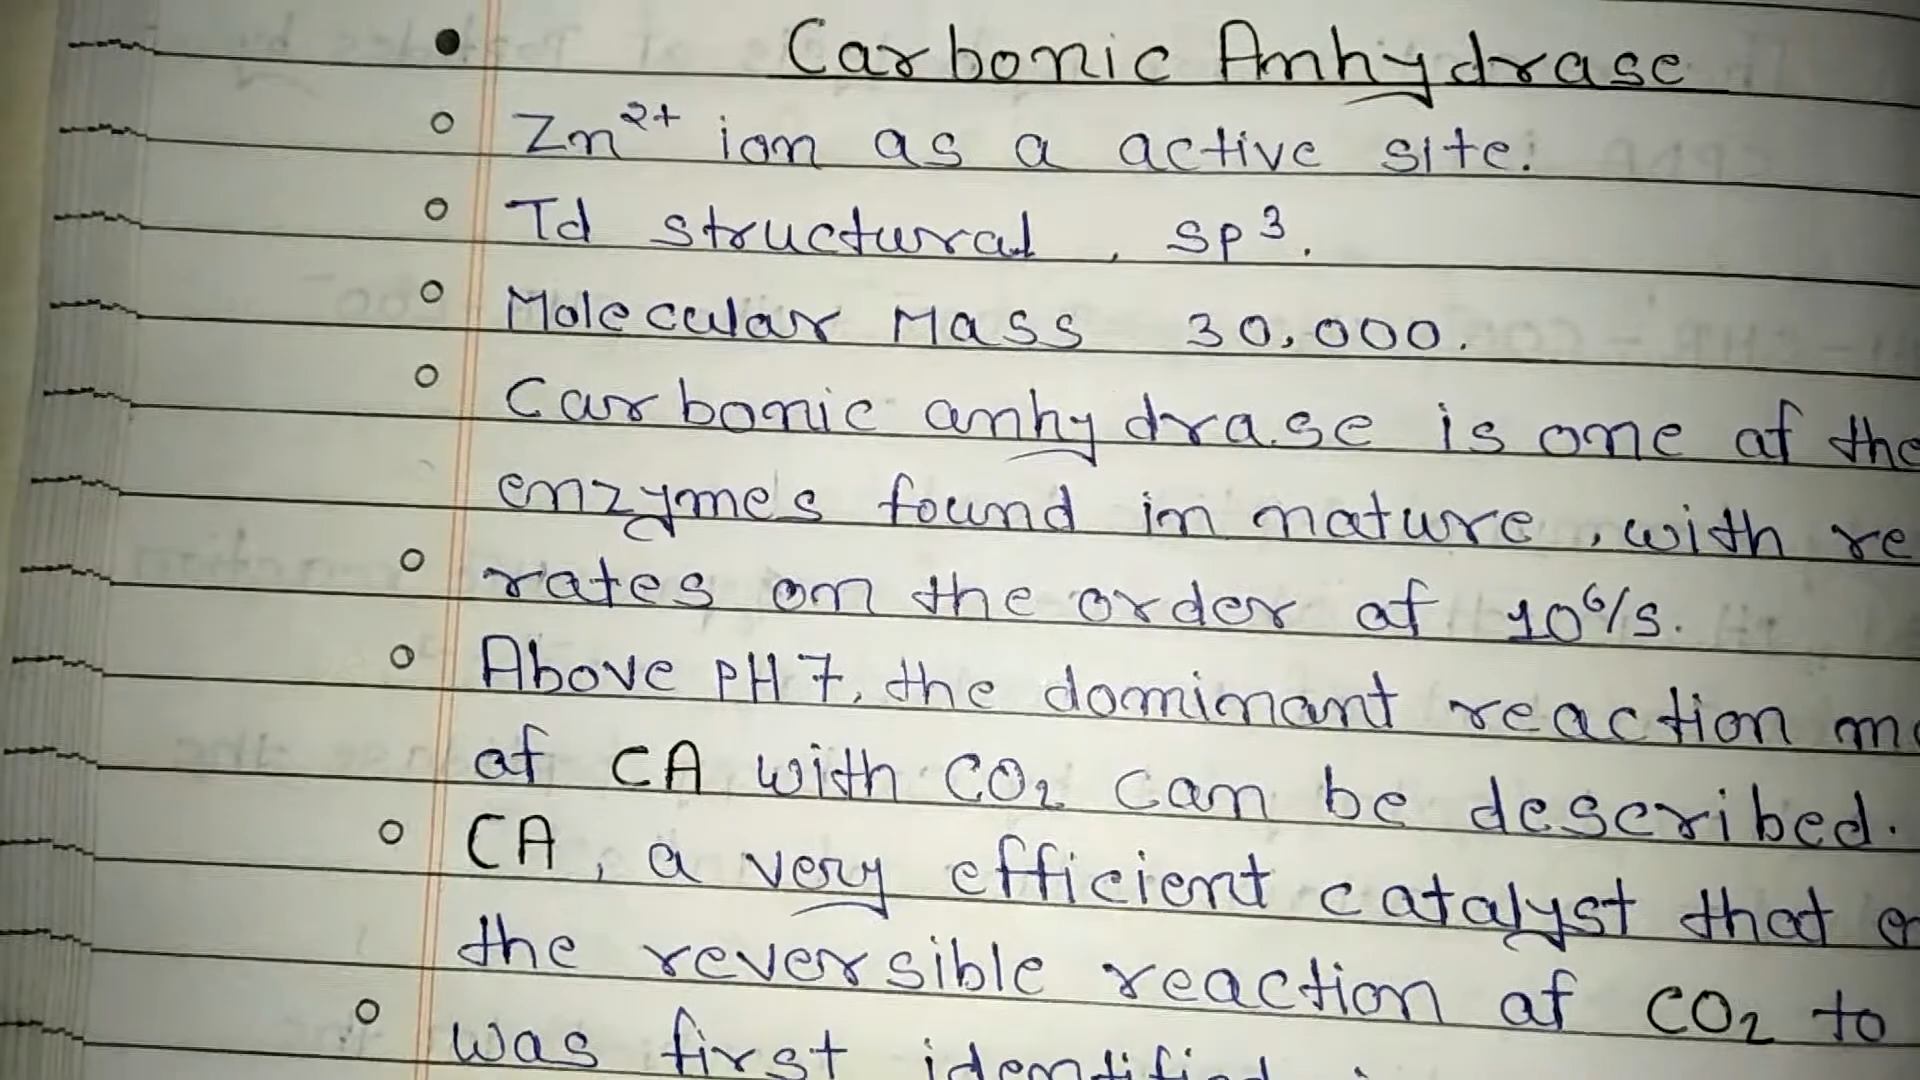 Carbonic Anhydrase
Zn²⁺ ion as a active site.
Td structural, sp³.
Molecular Mass 30,000.
Carbonic anhydrase is one of the
enzymes found in nature, with re
rates on the order of 10⁶/s.
Above pH 7, the dominant reaction
of CA with CO₂ can be described.
CA, a very efficient catalyst that
the reversible reaction of CO₂ to
was first identified